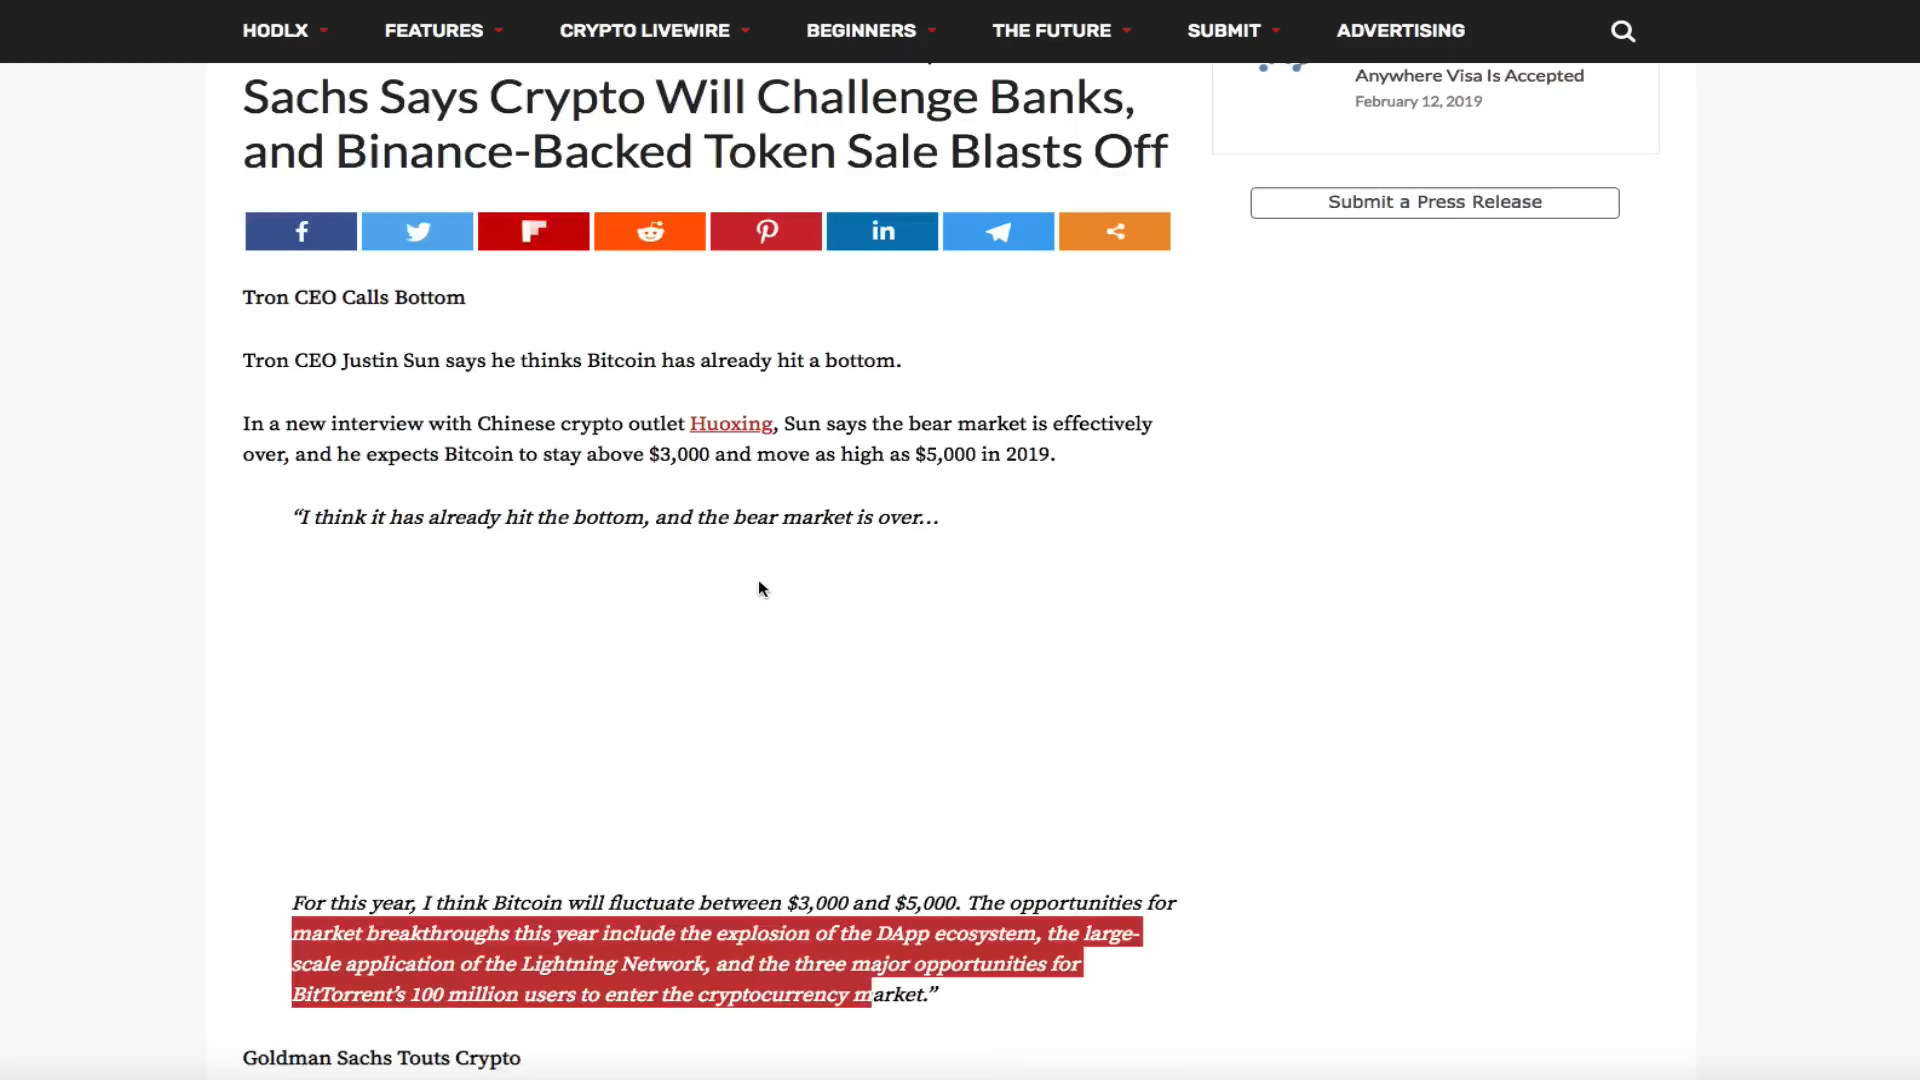 HODLX FEATURES CRYPTO LIVEWIRE BEGINNERS THE FUTURE SUBMIT ADVERTISING
Sachs Says Crypto Will Challenge Banks,
and Binance-Backed Token Sale Blasts Off
Anywhere Visa Is Accepted
February 12, 2019
Submit a Press Release
Tron CEO Calls Bottom
Tron CEO Justin Sun says he thinks Bitcoin has already hit a bottom.
In a new interview with Chinese crypto outlet Huoxing, Sun says the bear market is effectively
over, and he expects Bitcoin to stay above $3,000 and move as high as $5,000 in 2019.
“I think it has already hit the bottom, and the bear market is over…
For this year, I think Bitcoin will fluctuate between $3,000 and $5,000. The opportunities for
market breakthroughs this year include the explosion of the DApp ecosystem, the large-
scale application of the Lightning Network, and the three major opportunities for
BitTorrent’s 100 million users to enter the cryptocurrency market.”
Goldman Sachs Touts Crypto